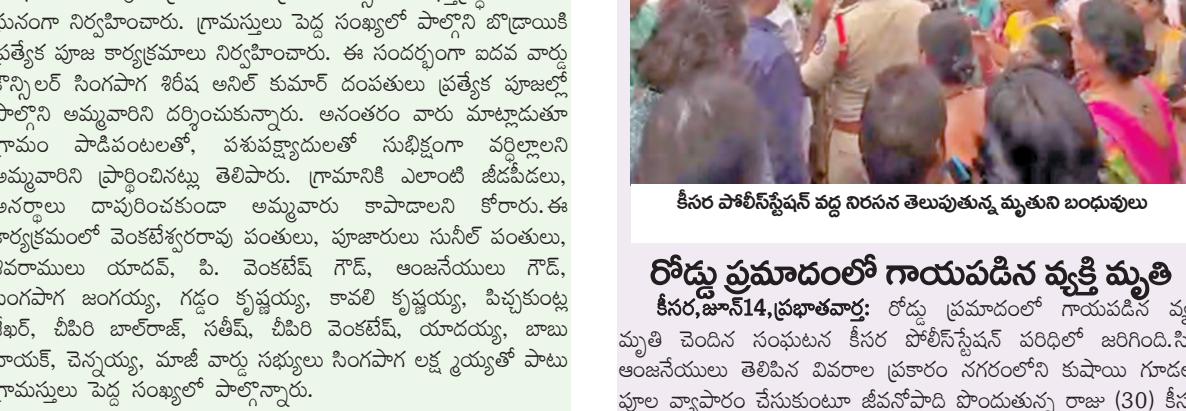 నిర్వహించారు. గ్రామస్తులు పెద్ద సంఖ్యలో పాల్గొని బొడ్రాయికి
ప్రత్యేక పూజ కార్యక్రమాలు నిర్వహించారు. ఈ సందర్భంగా ఐదవ వార్డు
కౌన్సిలర్ సింగపాగ శిరీష అనిల్ కుమార్ దంపతులు ప్రత్యేక పూజల్లో
పాల్గొని అమ్మవారిని దర్శించుకున్నారు. అనంతరం వారు మాట్లాడుతూ
గ్రామం పాడిపంటలతో, పశుపక్ష్యాదులతో సుభిక్షంగా వర్ధిల్లాలని
అమ్మవారిని ప్రార్థించినట్లు తెలిపారు. గ్రామానికి ఎలాంటి జీడపీడలు,
అనర్థాలు దాపురించకుండా అమ్మవారు కాపాడాలని కోరారు.ఈ
కార్యక్రమంలో వెంకటేశ్వరరావు పంతులు, పూజారులు సునీల్ పంతులు,
శివరాములు యాదవ్, పి. వెంకటేష్ గౌడ్, ఆంజనేయులు గౌడ్,
సింగపాగ జంగయ్య, గడ్డం కృష్ణయ్య, కావలి కృష్ణయ్య, పిచ్చకుంట్ల
చీపిరి బాల్‌రాజ్, సతీష్, చీపిరి వెంకటేష్, యాదయ్య, బాబు
నాయక్, చెన్నయ్య, మాజీ వార్డు సభ్యులు సింగపాగ లక్ష్మయ్యతో పాటు
గ్రామస్తులు పెద్ద సంఖ్యలో పాల్గొన్నారు.
కీసర పోలీస్‌స్టేషన్ వద్ద నిరసన తెలుపుతున్న మృతుని బంధువులు
రోడ్డు ప్రమాదంలో గాయపడిన వ్యక్తి మృతి
కీసర,జూన్14,ప్రభాతవార్త: రోడ్డు ప్రమాదంలో గాయపడిన
మృతి చెందిన సంఘటన కీసర పోలీస్‌స్టేషన్ పరిధిలో జరిగింది.
ఆంజనేయులు తెలిపిన వివరాల ప్రకారం నగరంలోని కుషాయి
పూల వ్యాపారం చేసుకుంటూ జీవనోపాది పొందుతున్న రాజు (30)